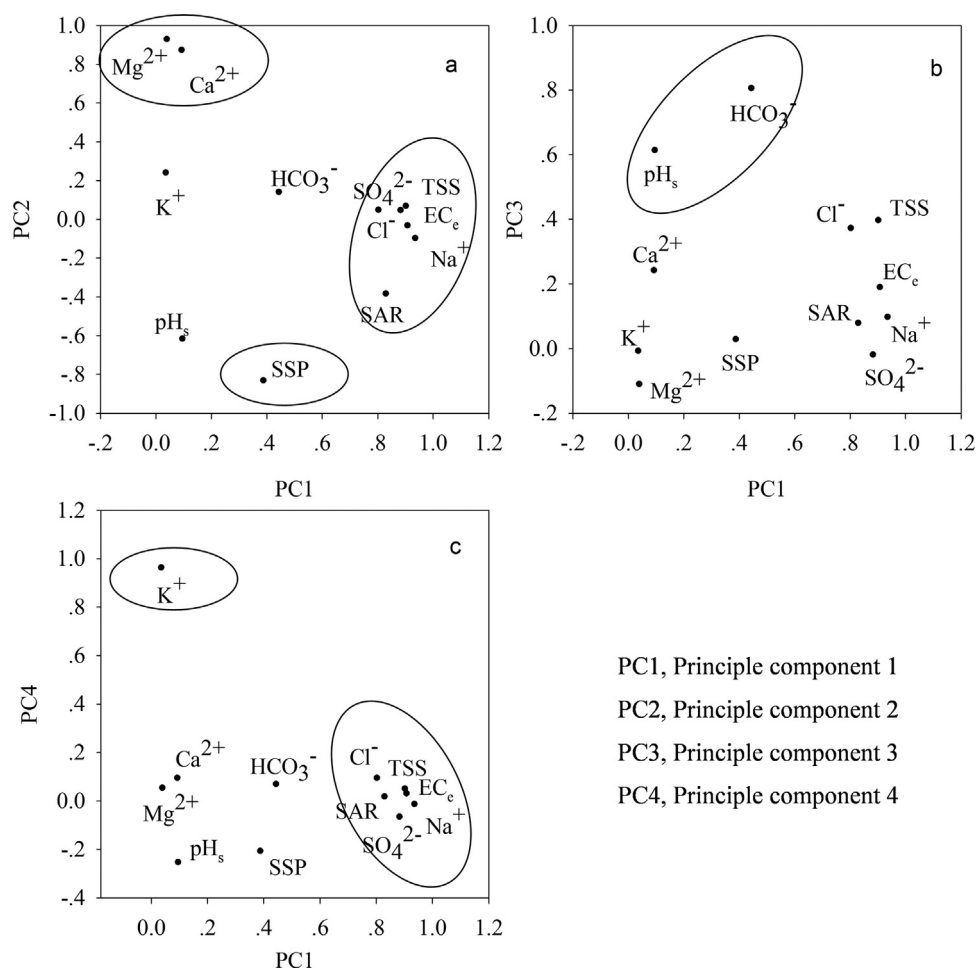 1.0
.8
.6
.4
.2
0.0
-.2
-.4
-.6
-.8
-1.0
PC2
a
Mg²⁺
Ca²⁺
K⁺
HCO₃⁻
SO₄²⁻
TSS
Cl⁻
ECₑ
Na⁺
SAR
pHₛ
SSP
-.2 0.0 .2 .4 .6 .8 1.0 1.2
PC1
1.0
.8
.6
.4
.2
0.0
-.2
PC3
b
HCO₃⁻
pHₛ
Cl⁻
TSS
Ca²⁺
ECₑ
SAR
Na⁺
K⁺
SSP
SO₄²⁻
Mg²⁺
-.2 0.0 .2 .4 .6 .8 1.0 1.2
PC1
1.2
1.0
.8
.6
.4
.2
0.0
-.2
-.4
PC4
c
K⁺
Ca²⁺
HCO₃⁻
Cl⁻
TSS
Mg²⁺
SAR
ECₑ
SO₄²⁻
Na⁺
pHₛ
SSP
0.0 .2 .4 .6 .8 1.0 1.2
PC1
PC1, Principle component 1
PC2, Principle component 2
PC3, Principle component 3
PC4, Principle component 4